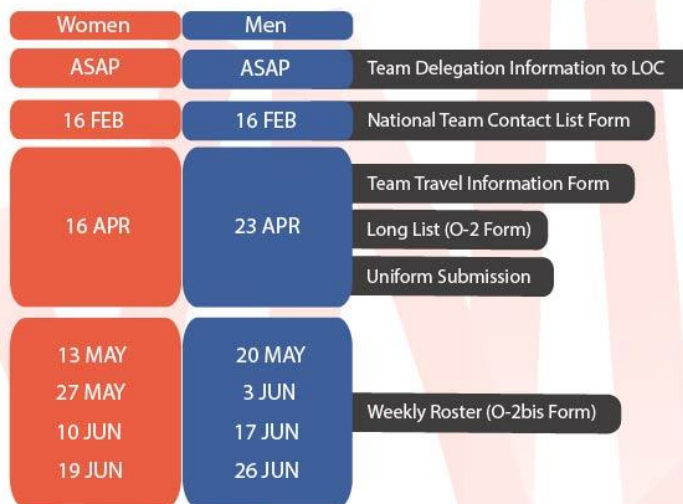 Women Men
ASAP ASAP Team Delegation Information to LOC
16 FEB 16 FEB National Team Contact List Form
16 APR 23 APR Team Travel Information Form
Long List (O-2 Form)
Uniform Submission
13 MAY 20 MAY
27 MAY 3 JUN
10 JUN 17 JUN
19 JUN 26 JUN
Weekly Roster (O-2bis Form)